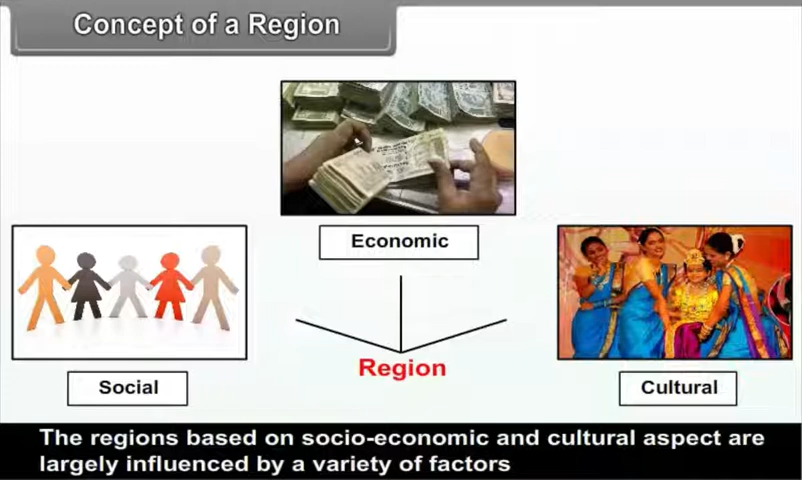 Concept of a Region
Economic
Social
Cultural
Region
The regions based on socio-economic and cultural aspect are
largely influenced by a variety of factors